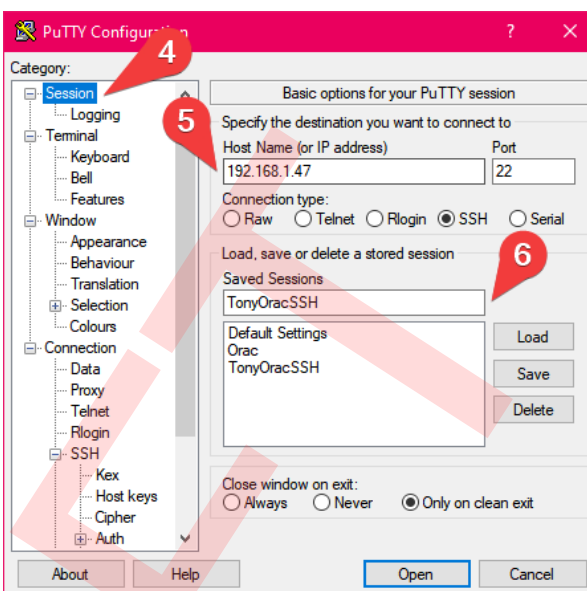 PuTTY Configuration
? ×
4
Category:
Session
Logging
Terminal
Keyboard
Bell
Features
Window
Appearance
Behaviour
Translation
Selection
Colours
Connection
Data
Proxy
Telnet
Rlogin
SSH
Kex
Host keys
Cipher
Auth
Basic options for your PuTTY session
5
Specify the destination you want to connect to
Host Name (or IP address) Port
192.168.1.47 22
Connection type:
Raw Telnet Rlogin SSH Serial
6
Load, save or delete a stored session
Saved Sessions
TonyOracSSH
Default Settings
Orac
TonyOracSSH
Load
Save
Delete
Close window on exit:
Always Never Only on clean exit
About Help Open Cancel